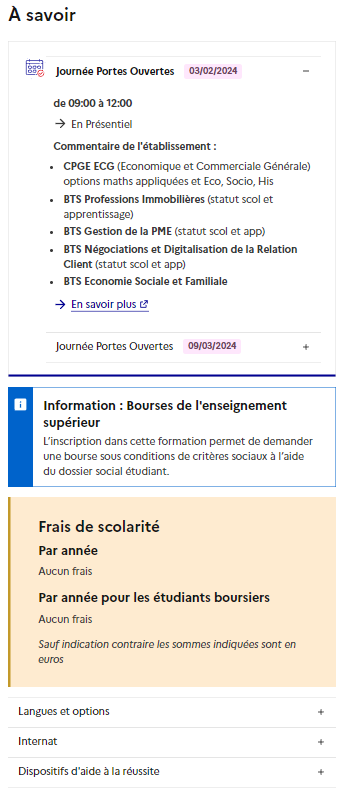 À savoir
Journée Portes Ouvertes 03/02/2024 −
de 09:00 à 12:00
→ En Présentiel
Commentaire de l'établissement :
• CPGE ECG (Economique et Commerciale Générale)
options maths appliquées et Eco, Socio, His
• BTS Professions Immobilières (statut scol et
apprentissage)
• BTS Gestion de la PME (statut scol et app)
• BTS Négociations et Digitalisation de la Relation
Client (statut scol et app)
• BTS Economie Sociale et Familiale
→ En savoir plus
Journée Portes Ouvertes 09/03/2024 +
Information : Bourses de l'enseignement
supérieur
L'inscription dans cette formation permet de demander
une bourse sous conditions de critères sociaux à l'aide
du dossier social étudiant.
Frais de scolarité
Par année
Aucun frais
Par année pour les étudiants boursiers
Aucun frais
Sauf indication contraire les sommes indiquées sont en
euros
Langues et options +
Internat +
Dispositifs d'aide à la réussite +